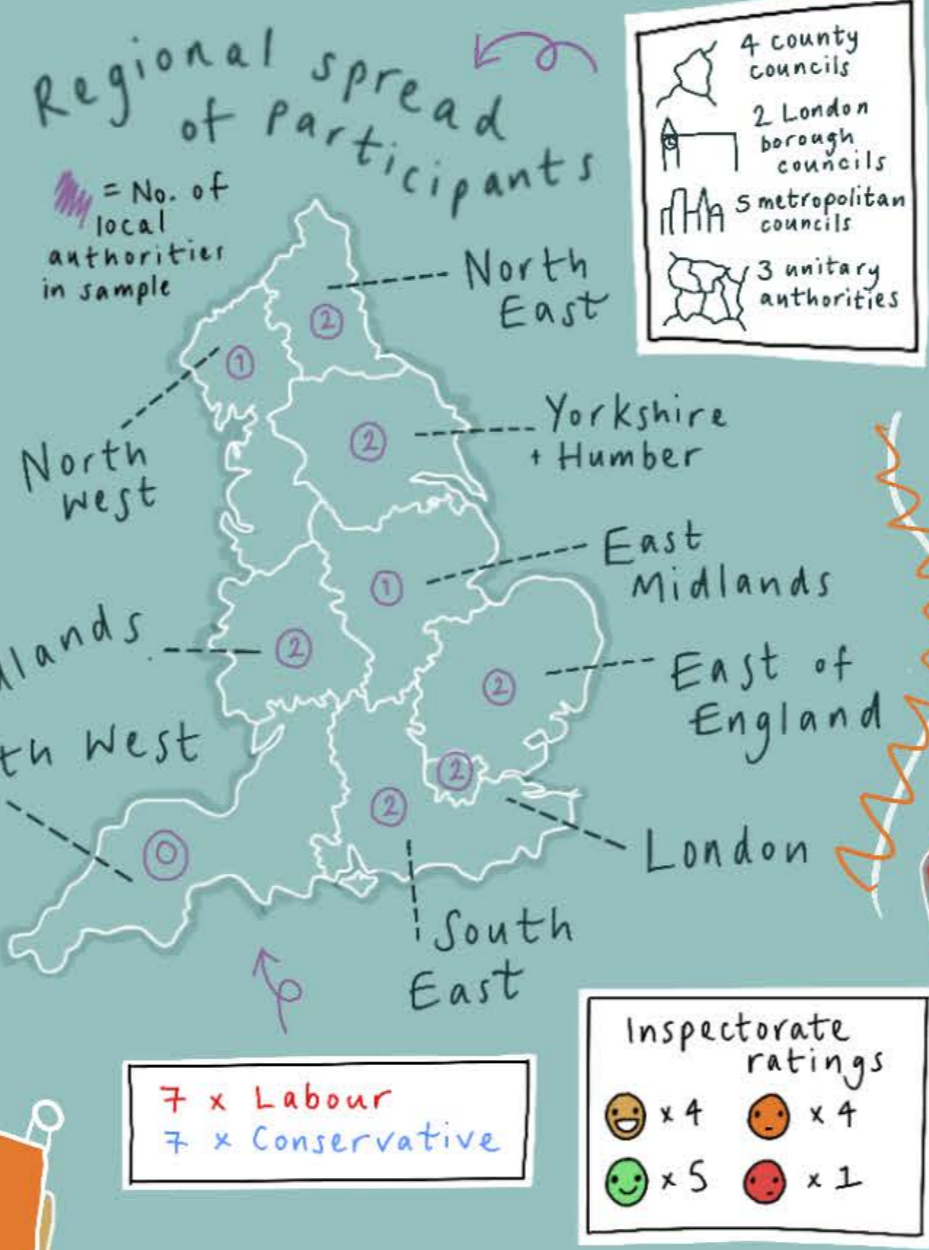 Regional spread
of Participants
= No. of
local
authorities
in sample
4 county
councils
2 London
borough
councils
5 metropolitan
councils
3 unitary
authorities
North
East
2
1
North
West
2
Yorkshire
+ Humber
East
Midlands
1
lands
2
East of
England
2
th West
2
2
0
London
South
East
7 x Labour
7 x Conservative
Inspectorate
ratings
x 4
x 4
x 5
x 1